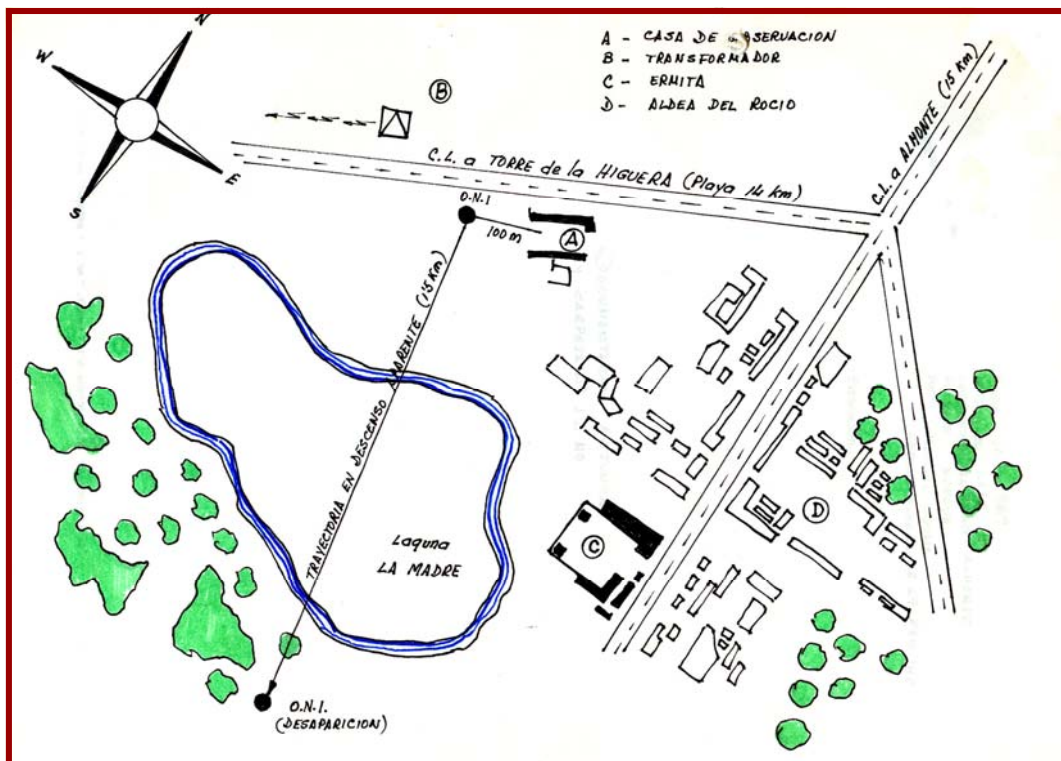 N
W
E
S
A - CASA DE OBSERVACION
B - TRANSFORMADOR
C - ERMITA
D - ALDEA DEL ROCIO
B
C.L. a TORRE de la HIGUERA (Playa 14 km)
C.L. a ALMONTE (15 Km)
O.N.I
100 m
A
TRAYECTORIA EN DESCENSO APARENTE (1'5 Km)
Laguna
LA MADRE
C
D
O.N.I.
(DESAPARICION)